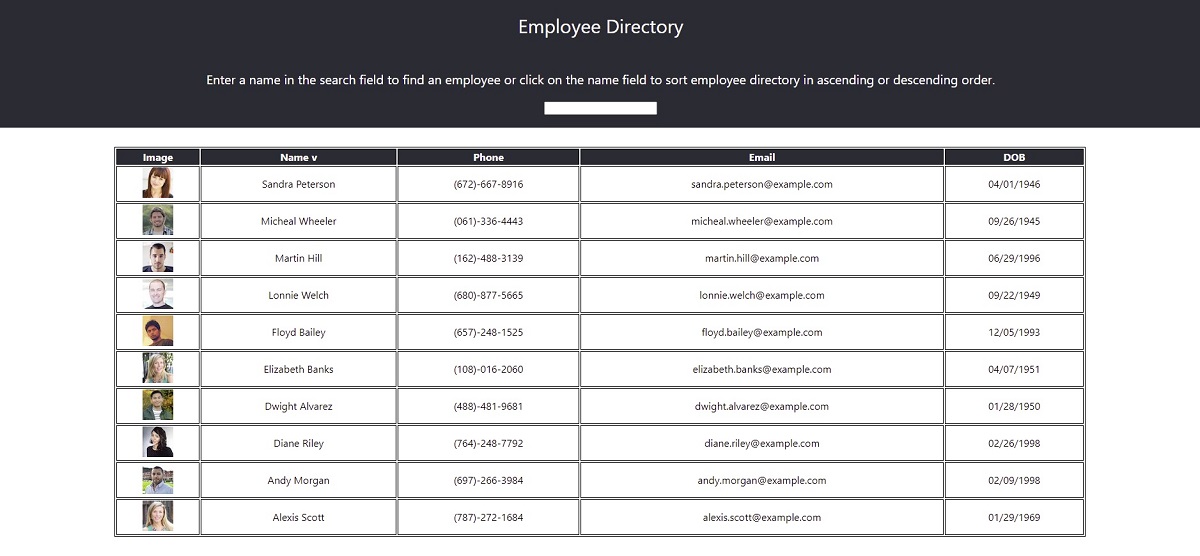 Employee Directory
Enter a name in the search field to find an employee or click on the name field to sort employee directory in ascending or descending order.
Image Name v Phone Email DOB
Sandra Peterson (672)-667-8916 sandra.peterson@example.com 04/01/1946
Micheal Wheeler (061)-336-4443 micheal.wheeler@example.com 09/26/1945
Martin Hill (162)-488-3139 martin.hill@example.com 06/29/1996
Lonnie Welch (680)-877-5665 lonnie.welch@example.com 09/22/1949
Floyd Bailey (657)-248-1525 floyd.bailey@example.com 12/05/1993
Elizabeth Banks (108)-016-2060 elizabeth.banks@example.com 04/07/1951
Dwight Alvarez (488)-481-9681 dwight.alvarez@example.com 01/28/1950
Diane Riley (764)-248-7792 diane.riley@example.com 02/26/1998
Andy Morgan (697)-266-3984 andy.morgan@example.com 02/09/1998
Alexis Scott (787)-272-1684 alexis.scott@example.com 01/29/1969